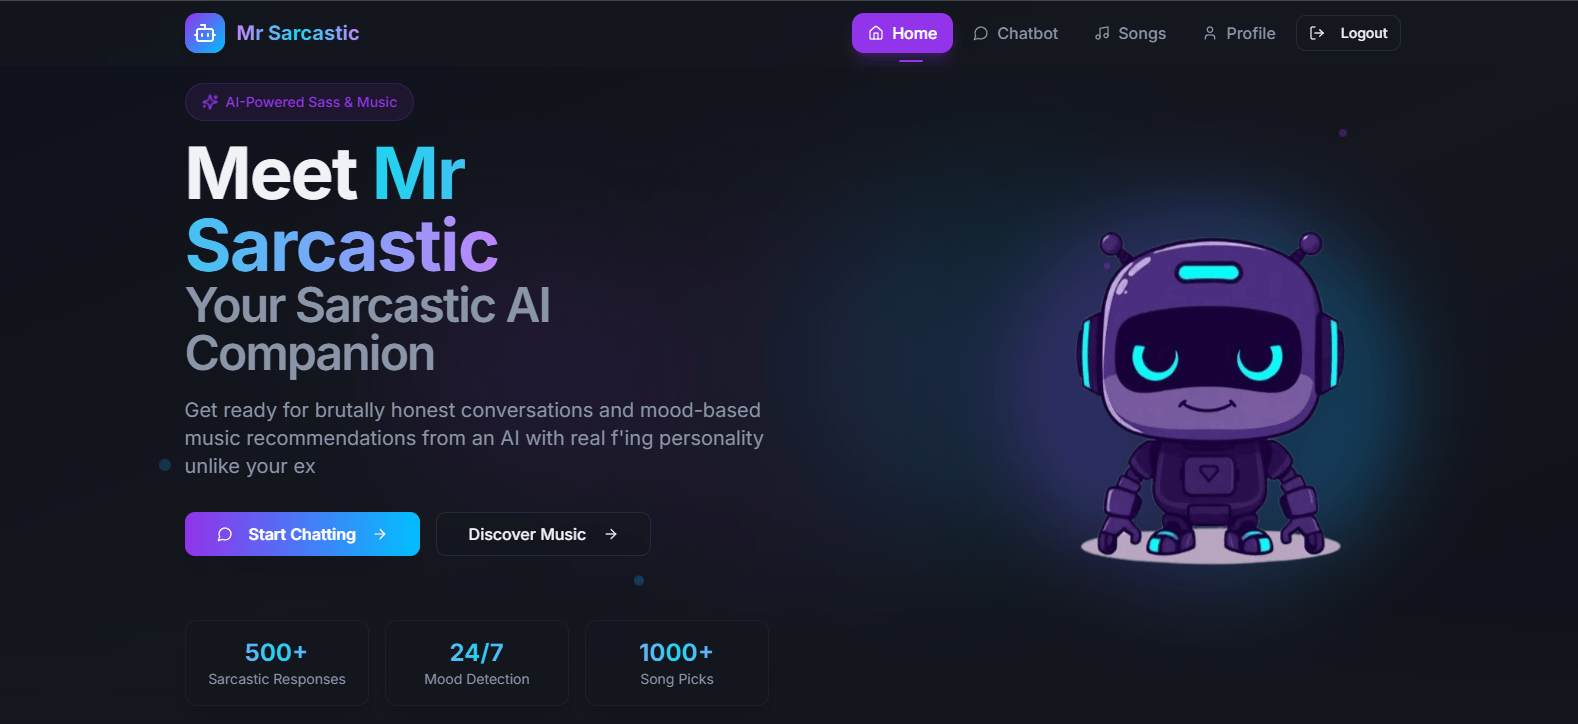 Mr Sarcastic
Home
Chatbot
Songs
Profile
Logout
AI-Powered Sass & Music
Meet Mr
Sarcastic
Your Sarcastic AI
Companion
Get ready for brutally honest conversations and mood-based
music recommendations from an AI with real f'ing personality
unlike your ex
Start Chatting
Discover Music
500+
Sarcastic Responses
24/7
Mood Detection
1000+
Song Picks